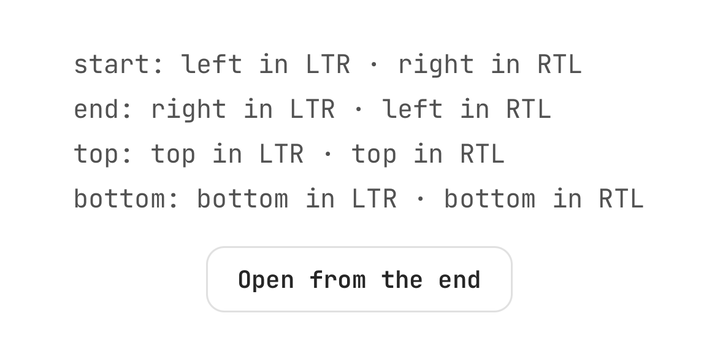 start: left in LTR · right in RTL
end: right in LTR · left in RTL
top: top in LTR · top in RTL
bottom: bottom in LTR · bottom in RTL
Open from the end